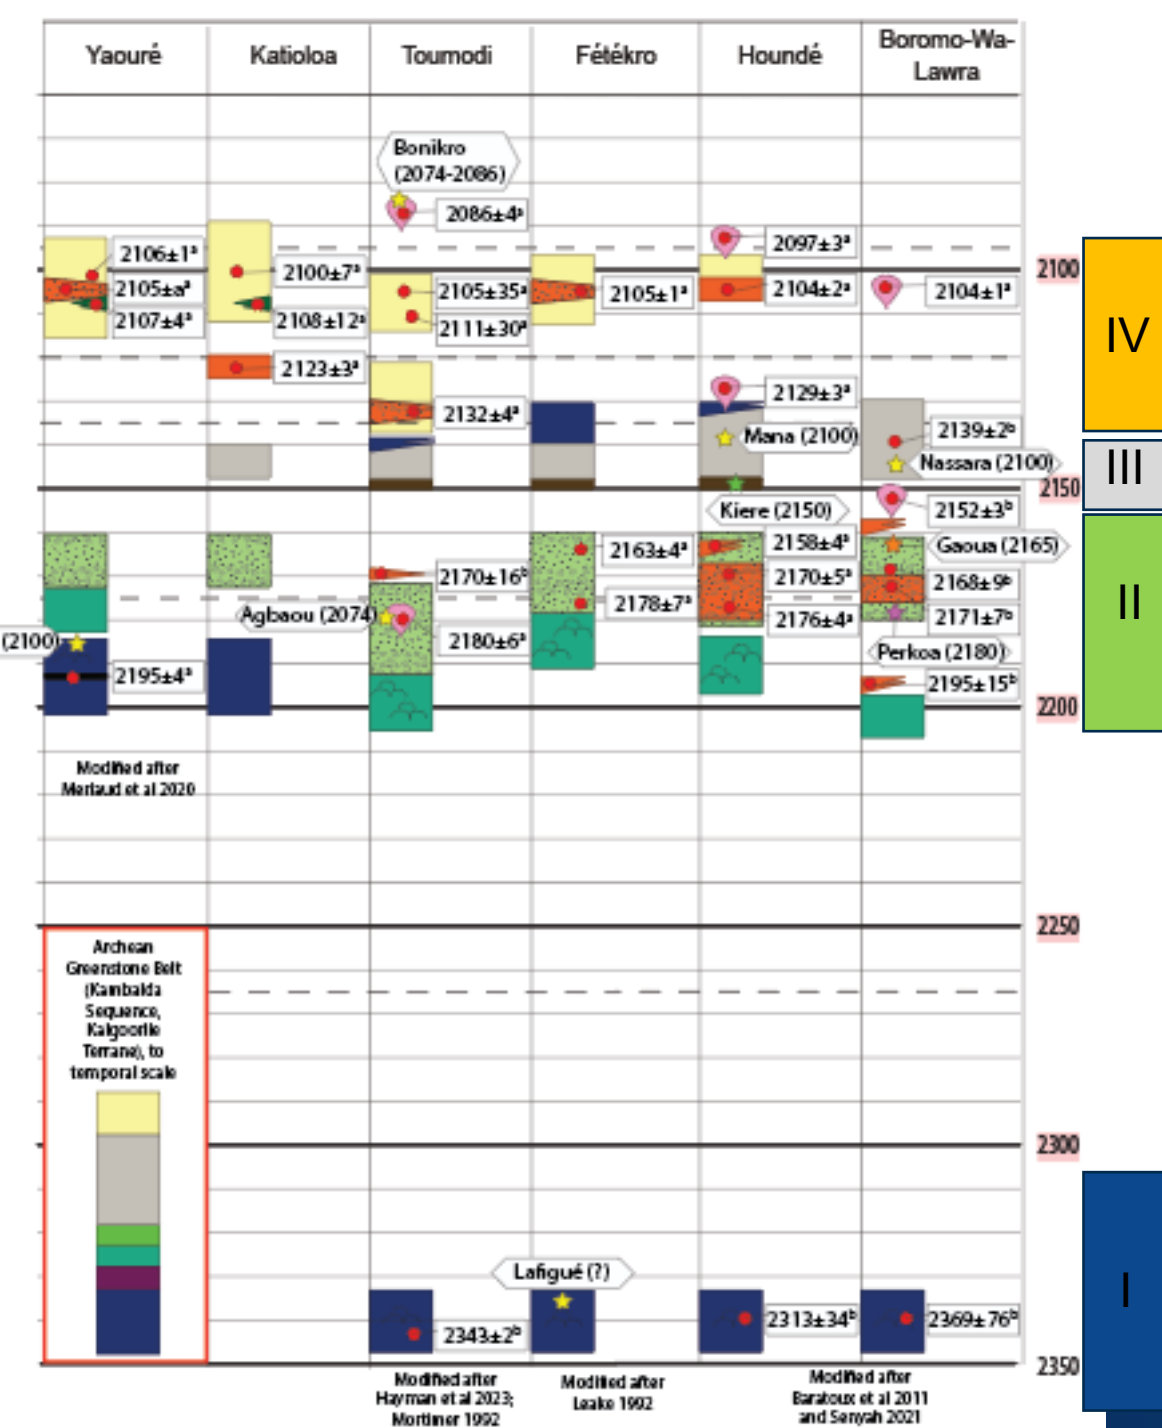 Yaouré
Katioloa
Toumodi
Fétékro
Houndé
Boromo-Wa-
Lawra
Bonikro
(2074-2086)
2086±4ᵃ
2106±1ᵃ
2105±aᵃ
2107±4ᵃ
2100±7ᵃ
2108±12ᵃ
2123±3ᵃ
2105±35ᵃ
2111±30ᵃ
2132±4ᵃ
2105±1ᵃ
2097±3ᵃ
2104±2ᵃ
2104±1ᵃ
2100
IV
2129±3ᵃ
Mana (2100)
2139±2ᵇ
Nassara (2100)
III
2150
Kiere (2150)
2152±3ᵇ
2163±4ᵃ
2158±4ᵃ
Gaoua (2165)
2170±16ᵇ
2170±5ᵃ
2168±9ᵇ
2178±7ᵃ
2176±4ᵃ
2171±7ᵇ
II
Agbaou (2074)
2180±6ᵃ
(2100)
Perkoa (2180)
2195±4ᵃ
2195±15ᵇ
2200
Modified after
Meriaud et al 2020
2250
Archean
Greenstone Belt
(Kambalda
Sequence,
Kalgoorlie
Terrane), to
temporal scale
2300
I
Lafigué (?)
2343±2ᵇ
2313±34ᵇ
2369±76ᵇ
2350
Modified after
Hayman et al 2023;
Mortimer 1992
Modified after
Leake 1992
Modified after
Baratoux et al 2011
and Senyah 2021